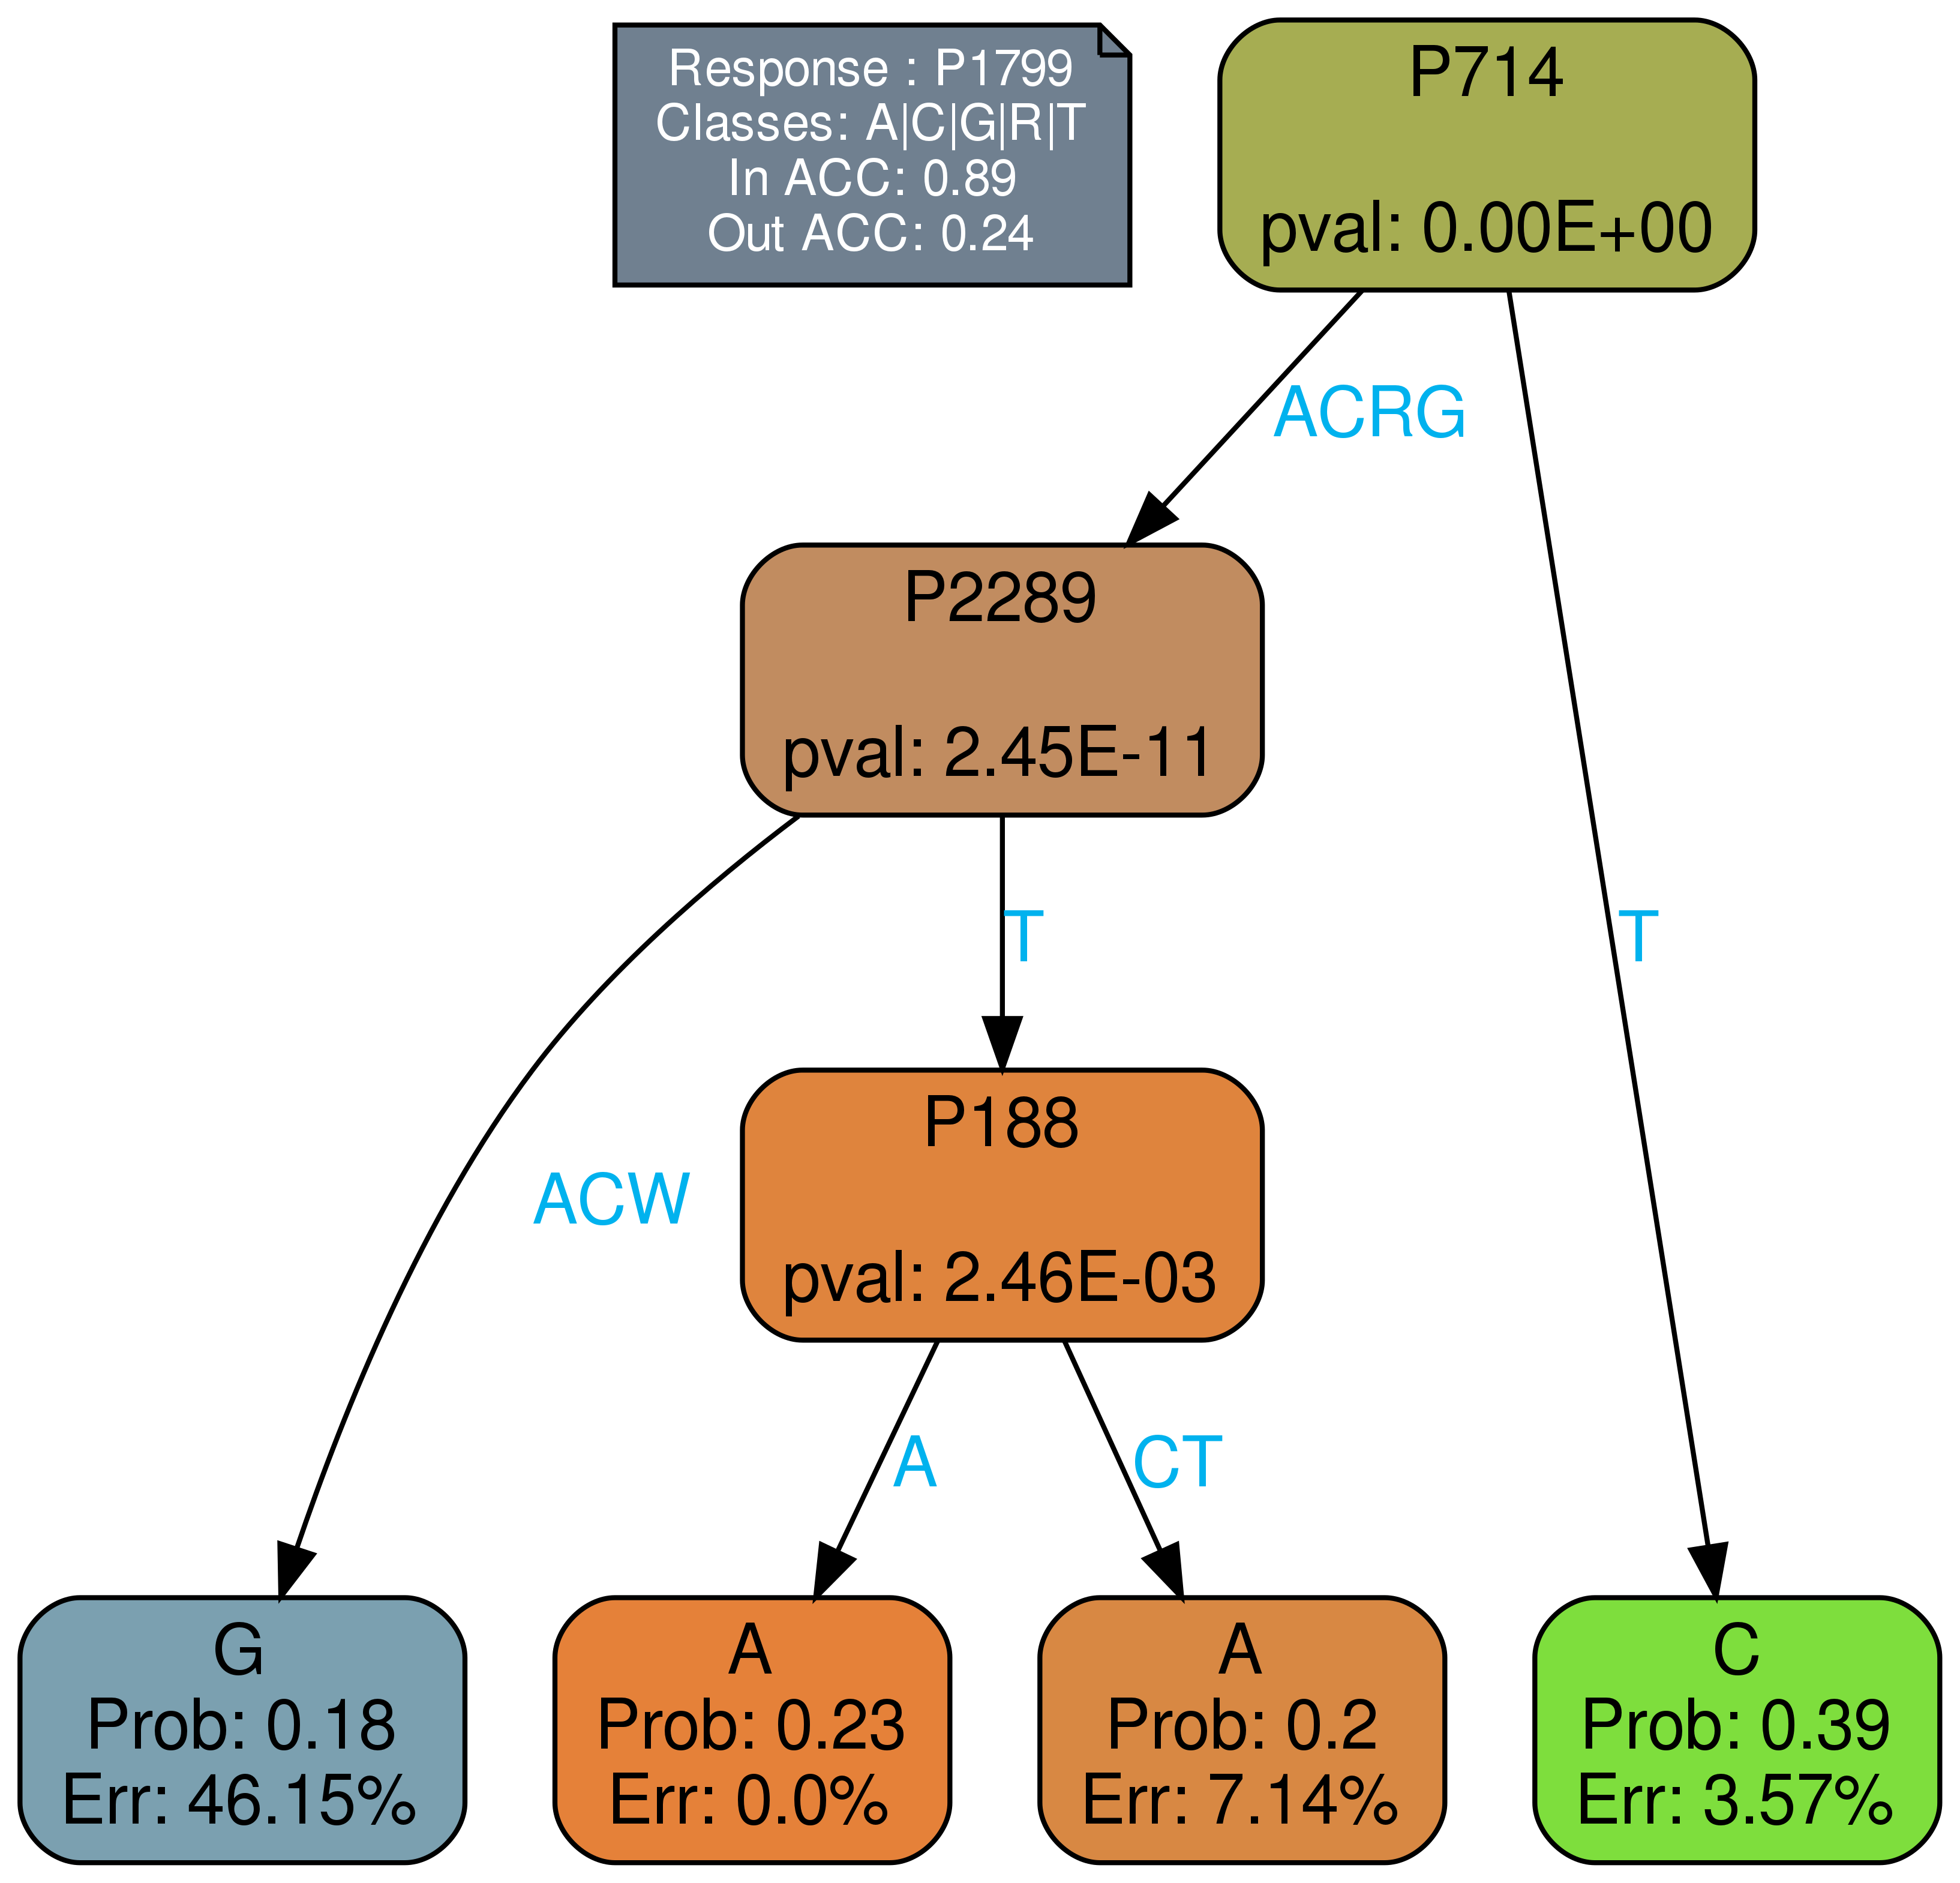 Response : P1799
Classes: A|C|G|R|T
In ACC: 0.89
Out ACC: 0.24
P714
pval: 0.00E+00
ACRG
P2289
pval: 2.45E-11
T
T
ACW
P188
pval: 2.46E-03
A
CT
G
Prob: 0.18
Err: 46.15%
A
Prob: 0.23
Err: 0.0%
A
Prob: 0.2
Err: 7.14%
C
Prob: 0.39
Err: 3.57%